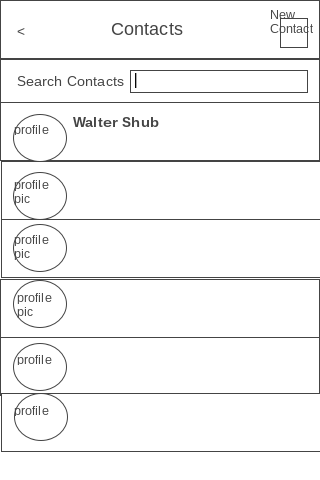 New
< Contacts Contact
Search Contacts
profile Walter Shub
profile
pic
profile
pic
profile
pic
profile
profile